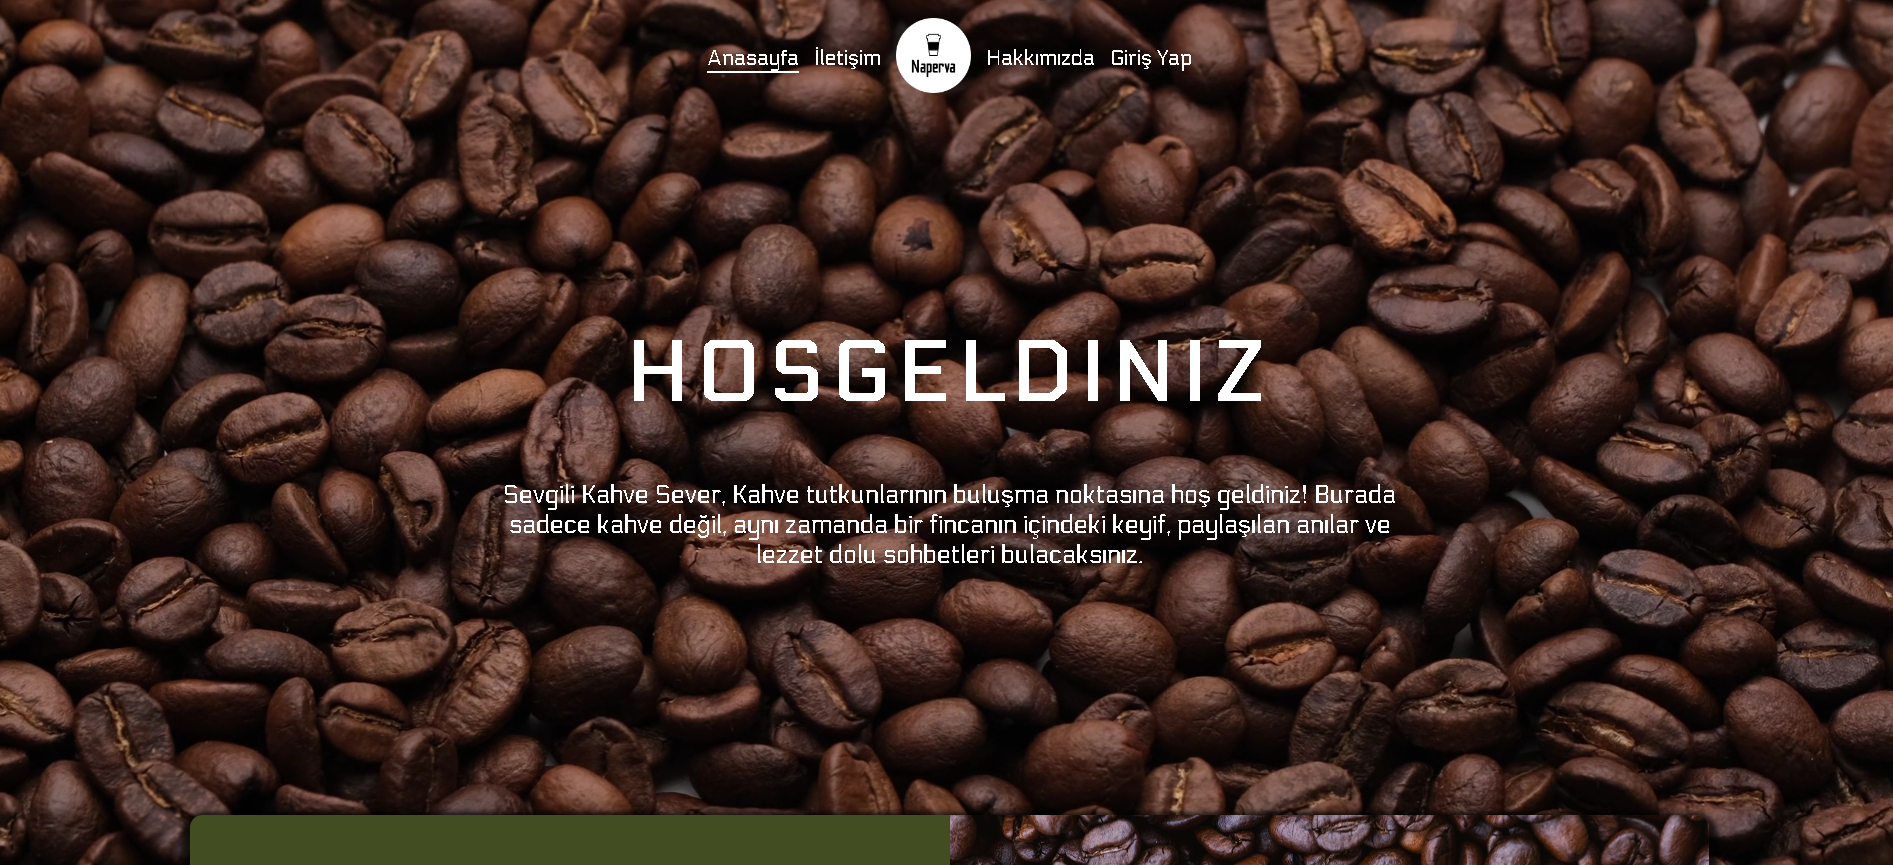 Anasayfa İletişim Naperva Hakkımızda Giriş Yap
HOSGELDINIZ
Sevgili Kahve Sever, Kahve tutkunlarının buluşma noktasına hoş geldiniz! Burada
sadece kahve değil, aynı zamanda bir fincanın içindeki keyif, paylaşılan anılar ve
lezzet dolu sohbetleri bulacaksınız.